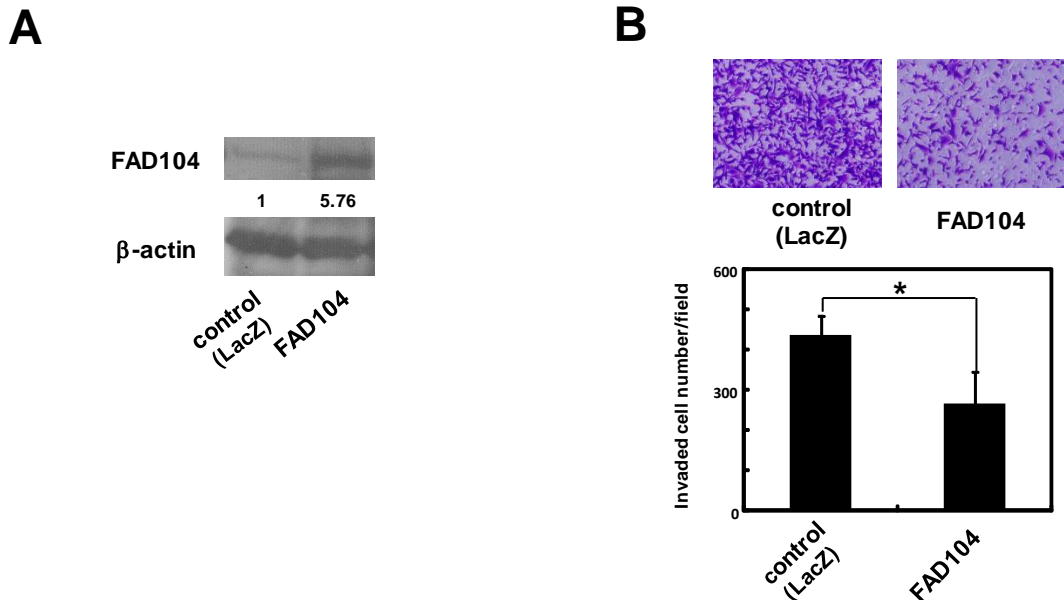 A
FAD104
1 5.76
β-actin
control
(LacZ)
FAD104
B
control
(LacZ)
FAD104
Invaded cell number/field
600
300
0
*
control
(LacZ)
FAD104